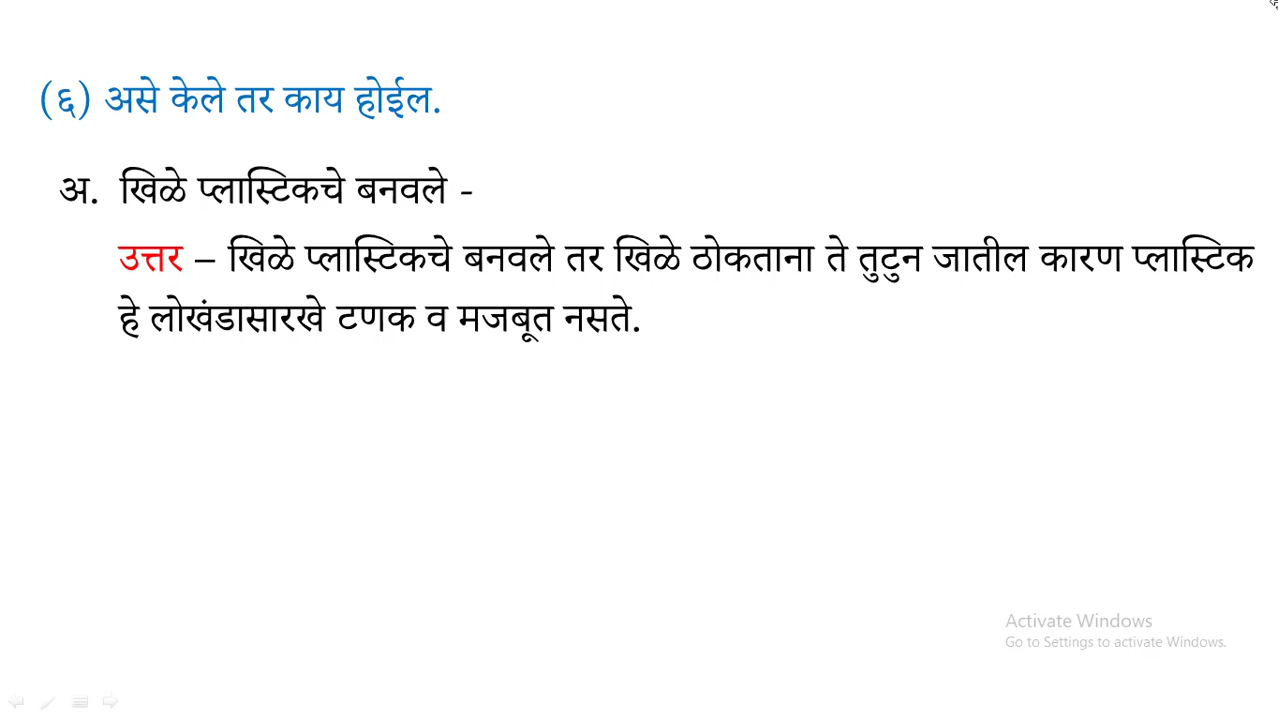 (६) असे केले तर काय होईल.
अ. खिळे प्लास्टिकचे बनवले -
उत्तर – खिळे प्लास्टिकचे बनवले तर खिळे ठोकताना ते तुटुन जातील कारण प्लास्टिक
हे लोखंडासारखे टणक व मजबूत नसते.
Activate Windows
Go to Settings to activate Windows.